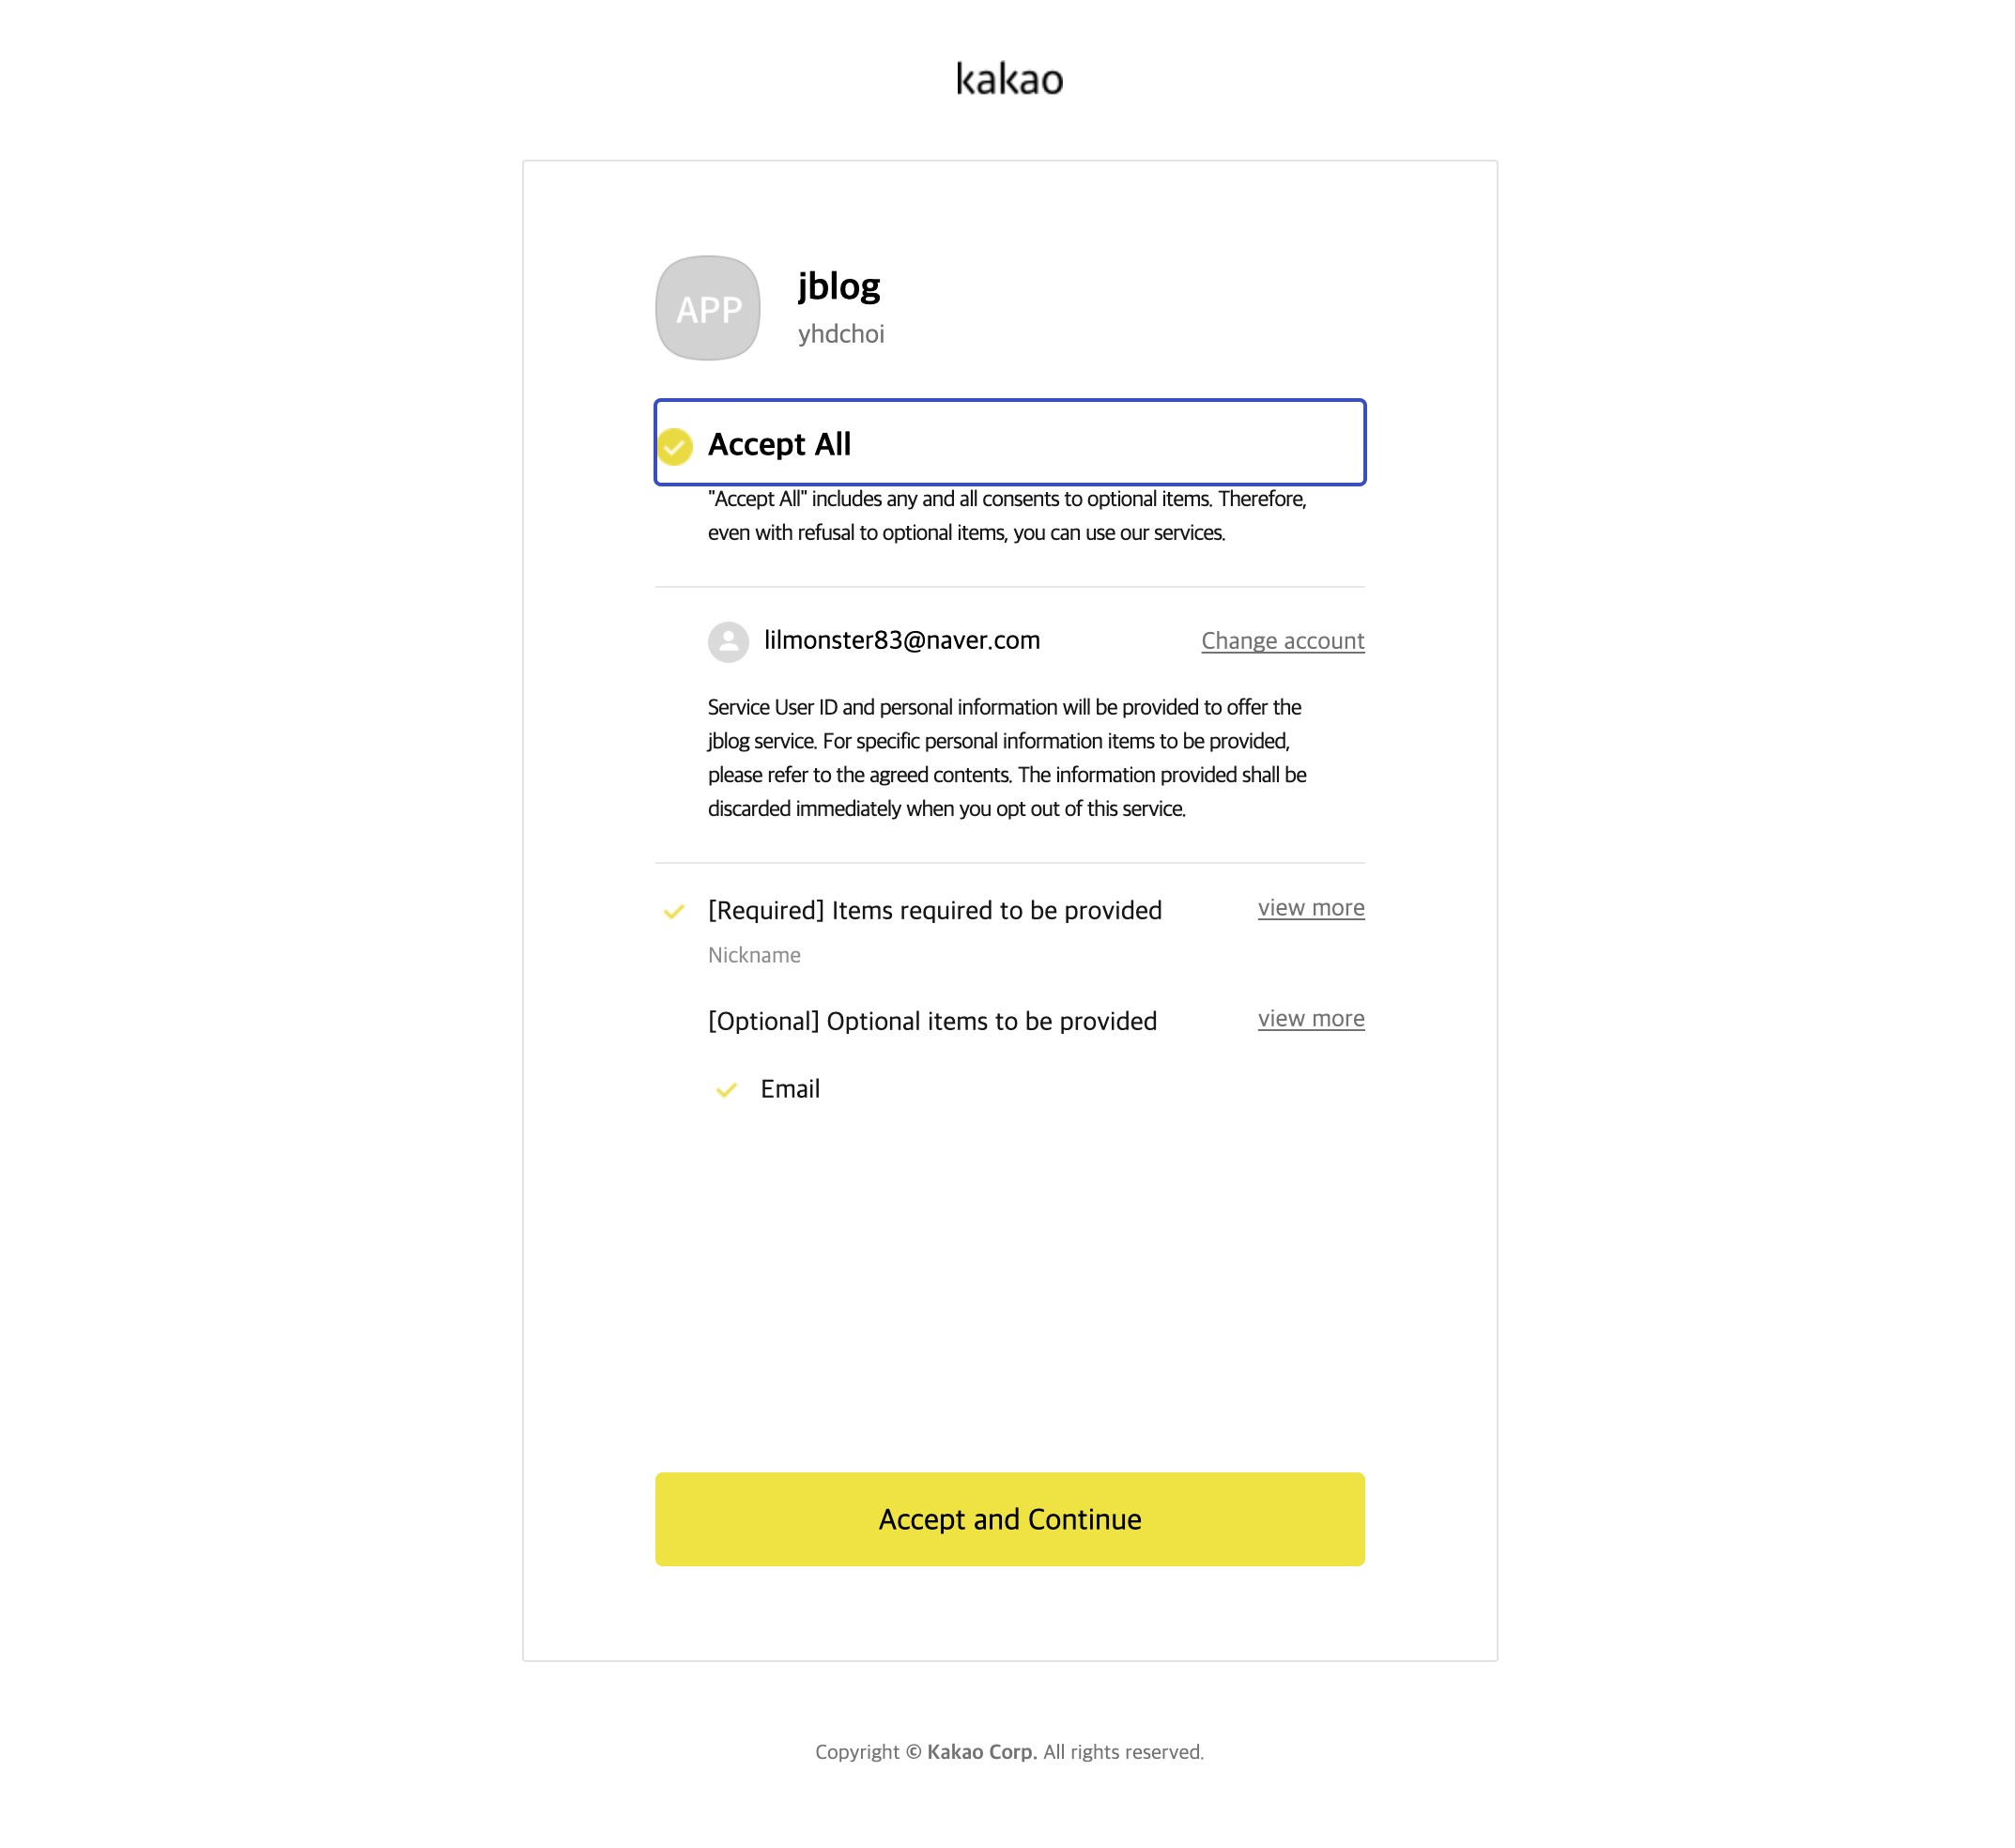 kakao
APP
jblog
yhdchoi
Accept All
"Accept All" includes any and all consents to optional items. Therefore,
even with refusal to optional items, you can use our services.
lilmonster83@naver.com
Change account
Service User ID and personal information will be provided to offer the
jblog service. For specific personal information items to be provided,
please refer to the agreed contents. The information provided shall be
discarded immediately when you opt out of this service.
[Required] Items required to be provided
view more
Nickname
[Optional] Optional items to be provided
view more
Email
Accept and Continue
Copyright © Kakao Corp. All rights reserved.